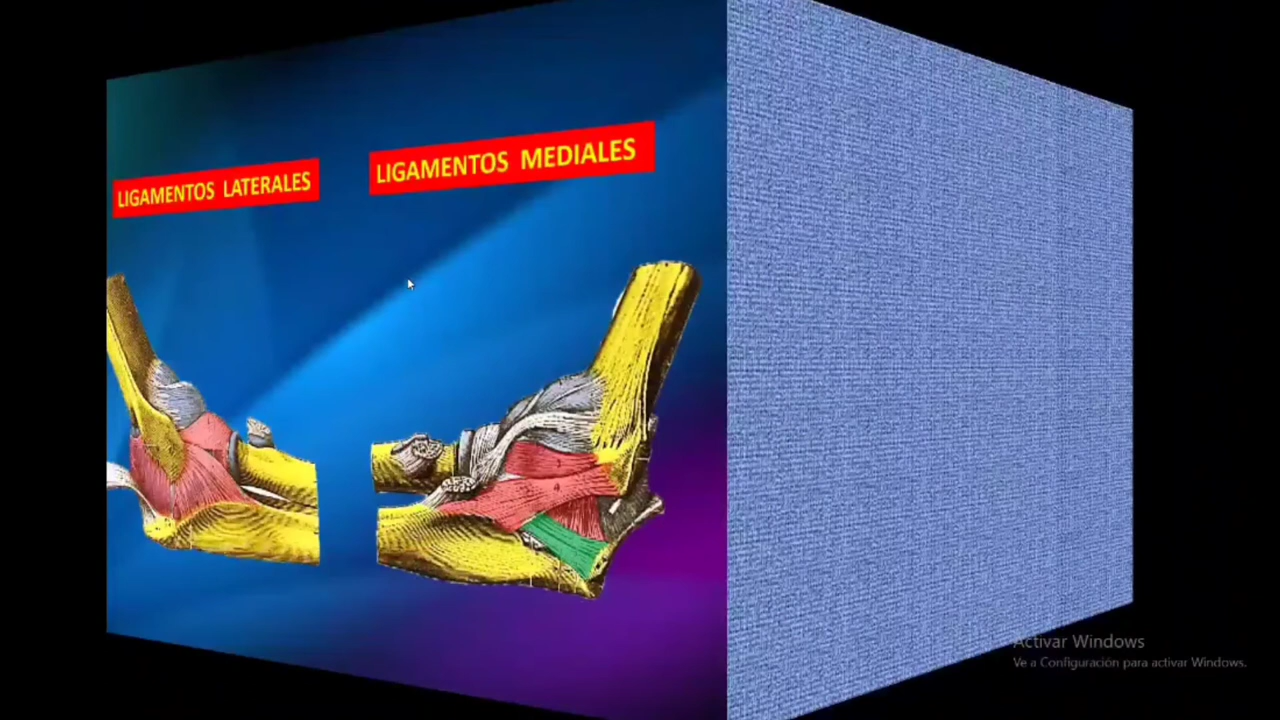 LIGAMENTOS LATERALES
LIGAMENTOS MEDIALES
Activar Windows
Ve a Configuración para activar Windows.